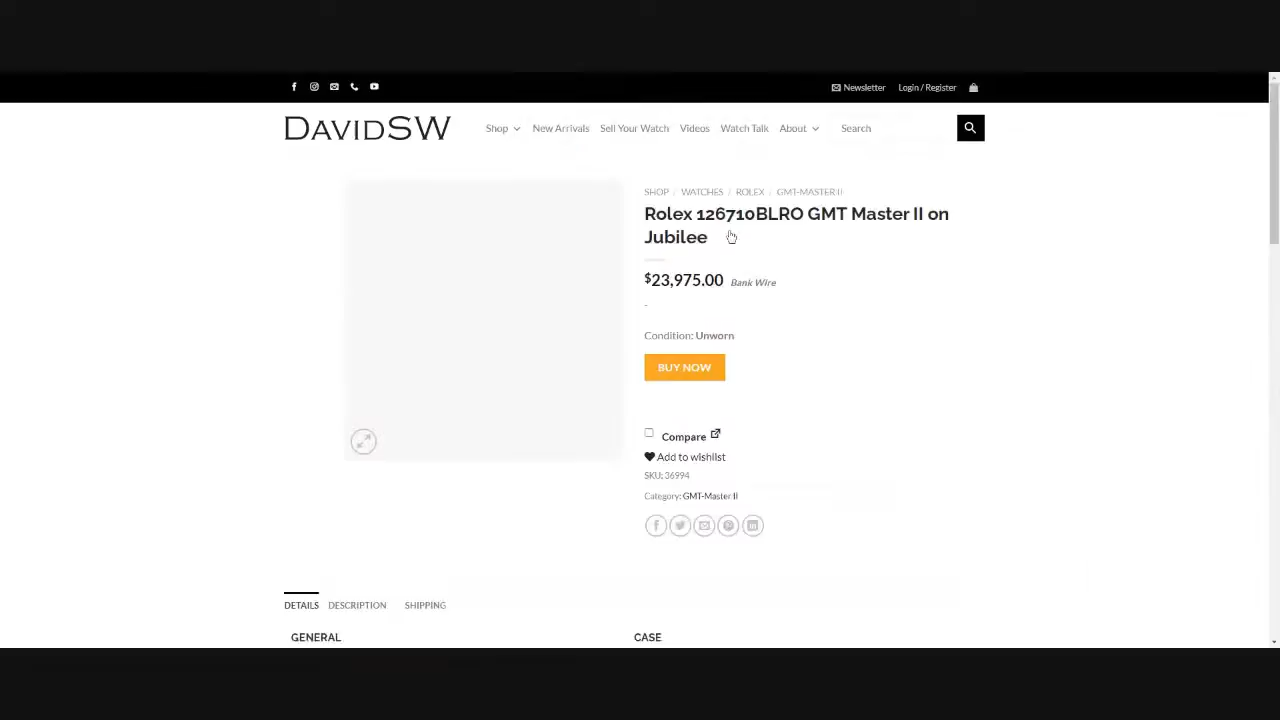 Newsletter
Login / Register
DAVIDSW
Shop
New Arrivals
Sell Your Watch
Videos
Watch Talk
About
Search
SHOP / WATCHES / ROLEX / GMT-MASTER II
Rolex 126710BLRO GMT Master II on
Jubilee
$23,975.00 Bank Wire
-
Condition: Unworn
BUY NOW
Compare
Add to wishlist
SKU: 36994
Category: GMT-Master II
DETAILS
DESCRIPTION
SHIPPING
GENERAL
CASE